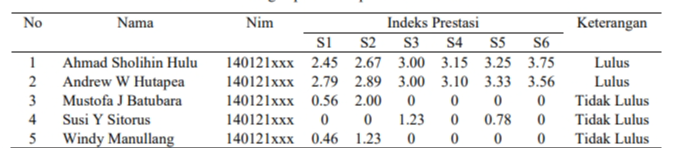 No Nama Nim Indeks Prestasi Keterangan
S1 S2 S3 S4 S5 S6
1 Ahmad Sholihin Hulu 140121xxx 2.45 2.67 3.00 3.15 3.25 3.75 Lulus
2 Andrew W Hutapea 140121xxx 2.79 2.89 3.00 3.10 3.33 3.56 Lulus
3 Mustofa J Batubara 140121xxx 0.56 2.00 0 0 0 0 Tidak Lulus
4 Susi Y Sitorus 140121xxx 0 0 1.23 0 0.78 0 Tidak Lulus
5 Windy Manullang 140121xxx 0.46 1.23 0 0 0 0 Tidak Lulus